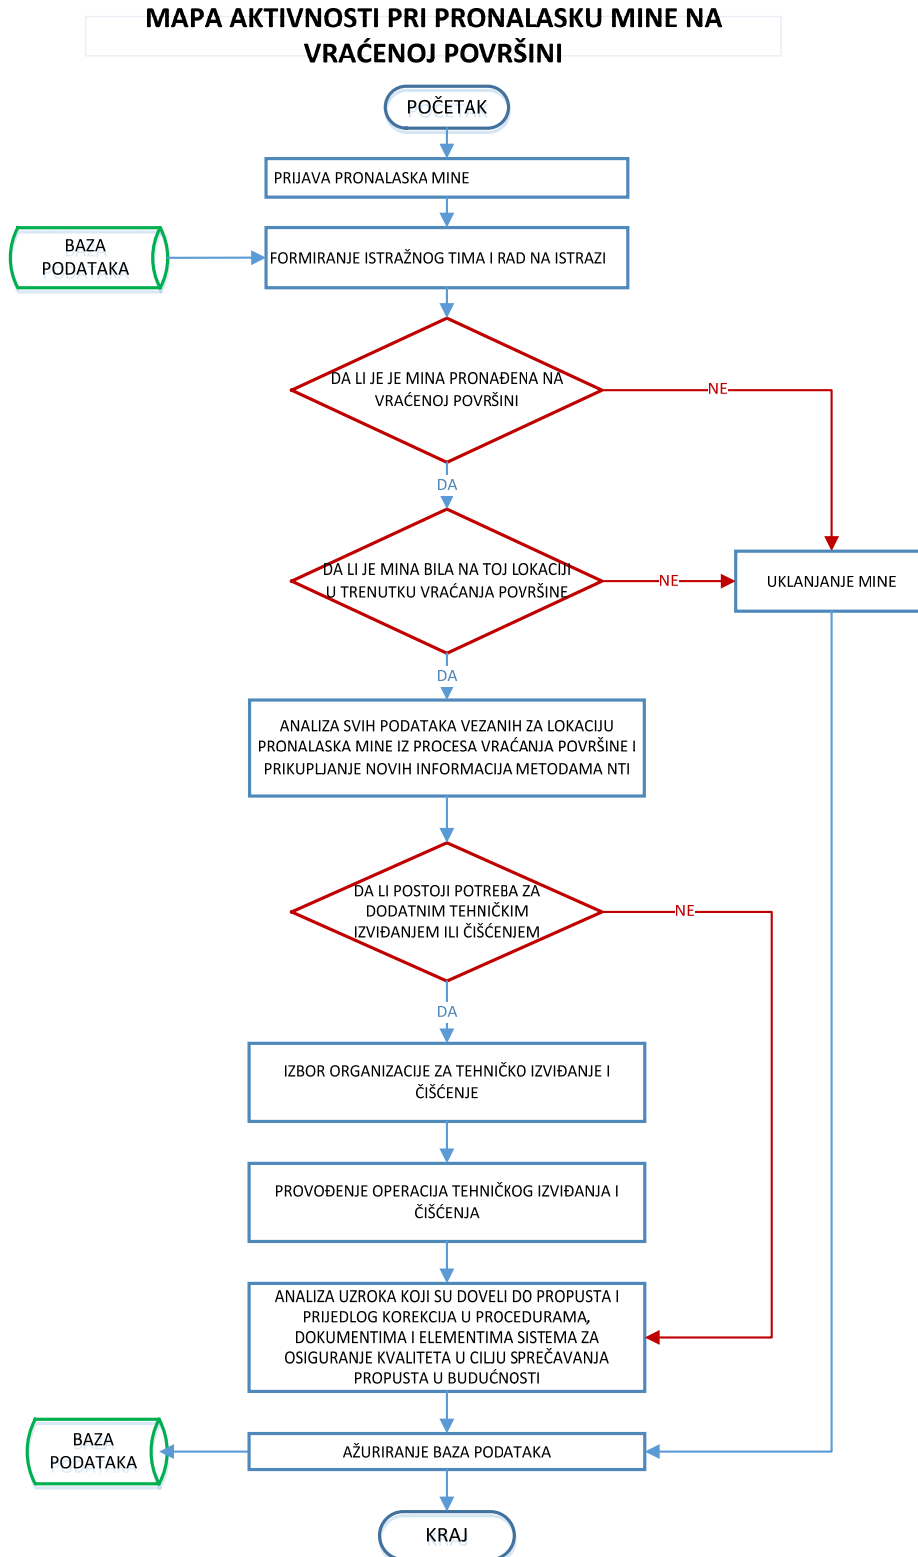 MAPA AKTIVNOSTI PRI PRONALASKU MINE NA
VRAĆENOJ POVRŠINI
POČETAK
PRIJAVA PRONALASKA MINE
BAZA
PODATAKA
FORMIRANJE ISTRAŽNOG TIMA I RAD NA ISTRAZI
DA LI JE JE MINA PRONAĐENA NA
VRAĆENOJ POVRŠINI
NE
DA
DA LI JE MINA BILA NA TOJ LOKACIJI
U TRENUTKU VRAĆANJA POVRŠINE
NE
UKLANJANJE MINE
DA
ANALIZA SVIH PODATAKA VEZANIH ZA LOKACIJU
PRONALASKA MINE IZ PROCESA VRAĆANJA POVRŠINE I
PRIKUPLJANJE NOVIH INFORMACIJA METODAMA NTI
DA LI POSTOJI POTREBA ZA
DODATNIM TEHNIČKIM
IZVIĐANJEM ILI ČIŠĆENJEM
NE
DA
IZBOR ORGANIZACIJE ZA TEHNIČKO IZVIĐANJE I
ČIŠĆENJE
PROVOĐENJE OPERACIJA TEHNIČKOG IZVIĐANJA I
ČIŠĆENJA
ANALIZA UZROKA KOJI SU DOVELI DO PROPUSTA I
PRIJEDLOG KOREKCIJA U PROCEDURAMA,
DOKUMENTIMA I ELEMENTIMA SISTEMA ZA
OSIGURANJE KVALITETA U CILJU SPREČAVANJA
PROPUSTA U BUDUĆNOSTI
BAZA
PODATAKA
AŽURIRANJE BAZA PODATAKA
KRAJ